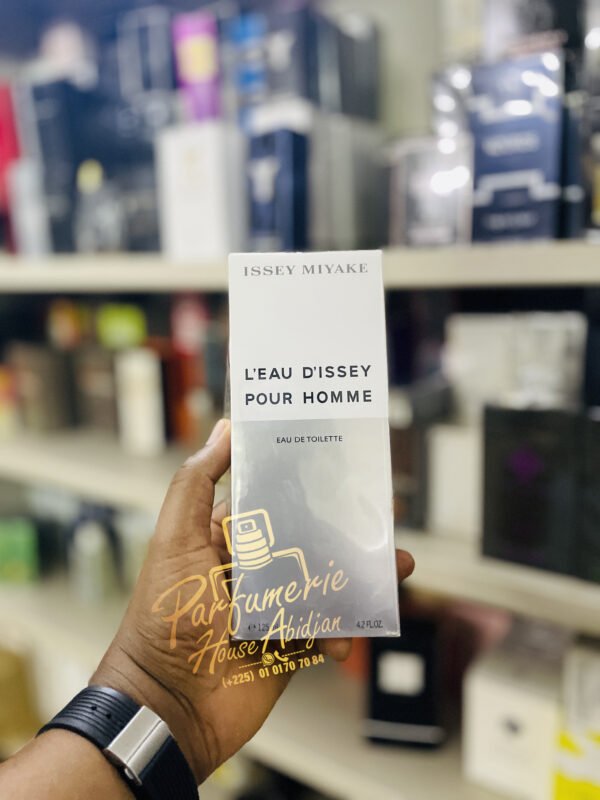 ISSEY MIYAKE
L'EAU D'ISSEY
POUR HOMME
EAU DE TOILETTE
4.2 FL.OZ.
Parfumerie
House Abidjan
(+225) 01 0170 70 84